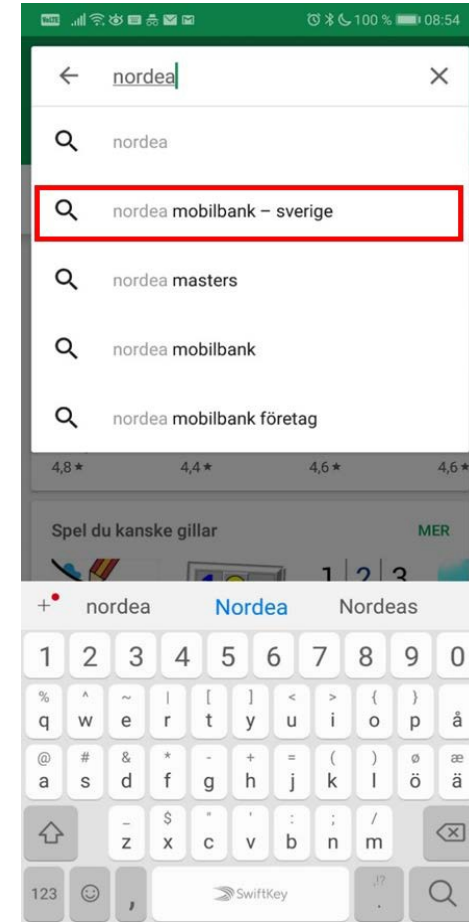 VoLTE 100 % 08:54
nordea
nordea
nordea mobilbank – sverige
nordea masters
nordea mobilbank
nordea mobilbank företag
4,8 ★ 4,4 ★ 4,6 ★ 4,6 ★
Spel du kanske gillar MER
1 2 3
+ nordea Nordea Nordeas
1 2 3 4 5 6 7 8 9 0
% ^ ~ | [ ] < > { }
q w e r t y u i o p å
@ # & * - + = ( ) ø æ
a s d f g h j k l ö ä
_ $ " ' : ; /
z x c v b n m
,!?
123 , SwiftKey .